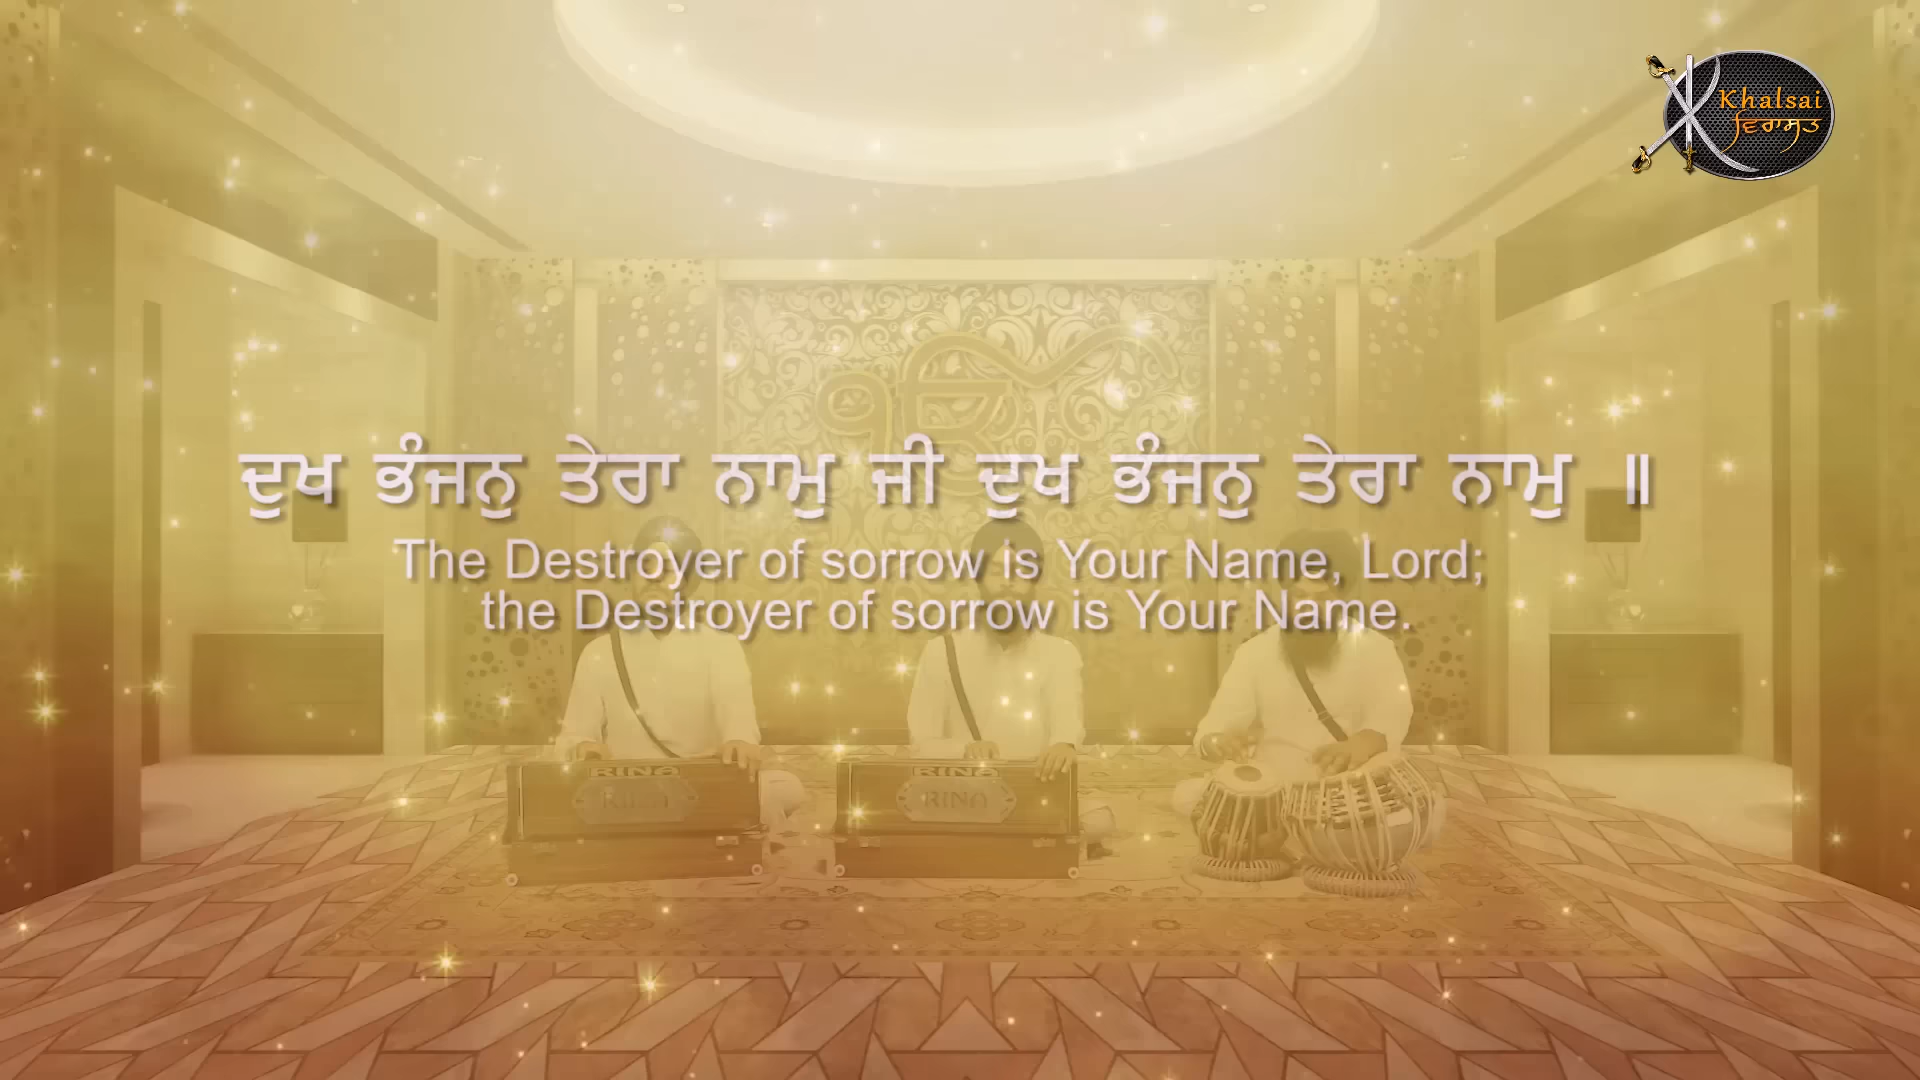 Khalsai
ਵਿਰਾਸਤ
ੴ
ਦੁਖ ਭੰਜਨੁ ਤੇਰਾ ਨਾਮੁ ਜੀ ਦੁਖ ਭੰਜਨੁ ਤੇਰਾ ਨਾਮੁ ॥
The Destroyer of sorrow is Your Name, Lord;
the Destroyer of sorrow is Your Name.
RINA RINA
RINA RINA